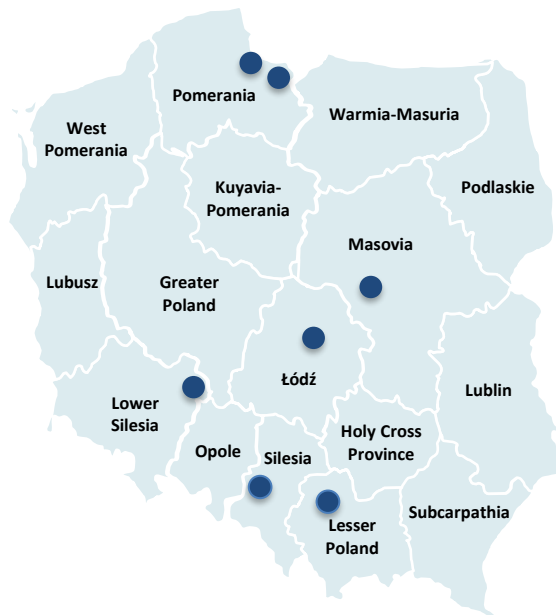 Pomerania
Warmia-Masuria
West
Pomerania
Kuyavia-
Pomerania
Podlaskie
Masovia
Lubusz
Greater
Poland
Łódź
Lublin
Lower
Silesia
Holy Cross
Province
Opole
Silesia
Subcarpathia
Lesser
Poland